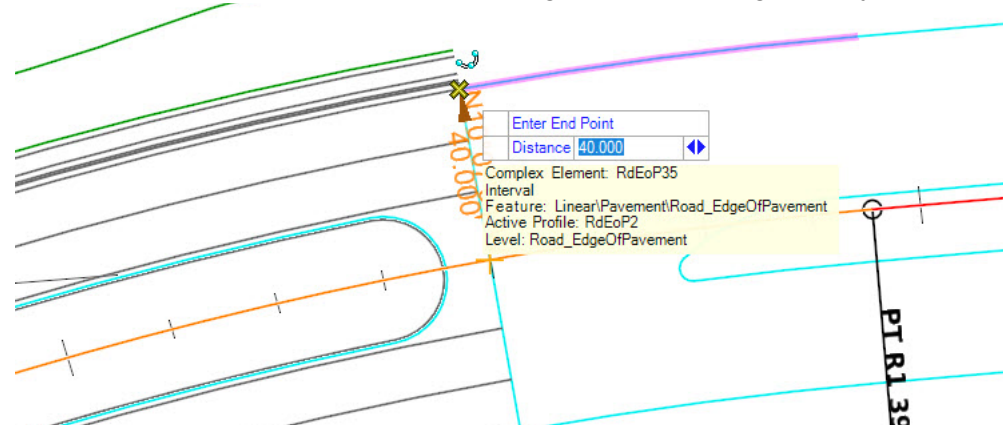 Enter End Point
Distance 40.000
40.000
Complex Element: RdEoP35
Interval
Feature: Linear\Pavement\Road_EdgeOfPavement
Active Profile: RdEoP2
Level: Road_EdgeOfPavement
PT R1 39